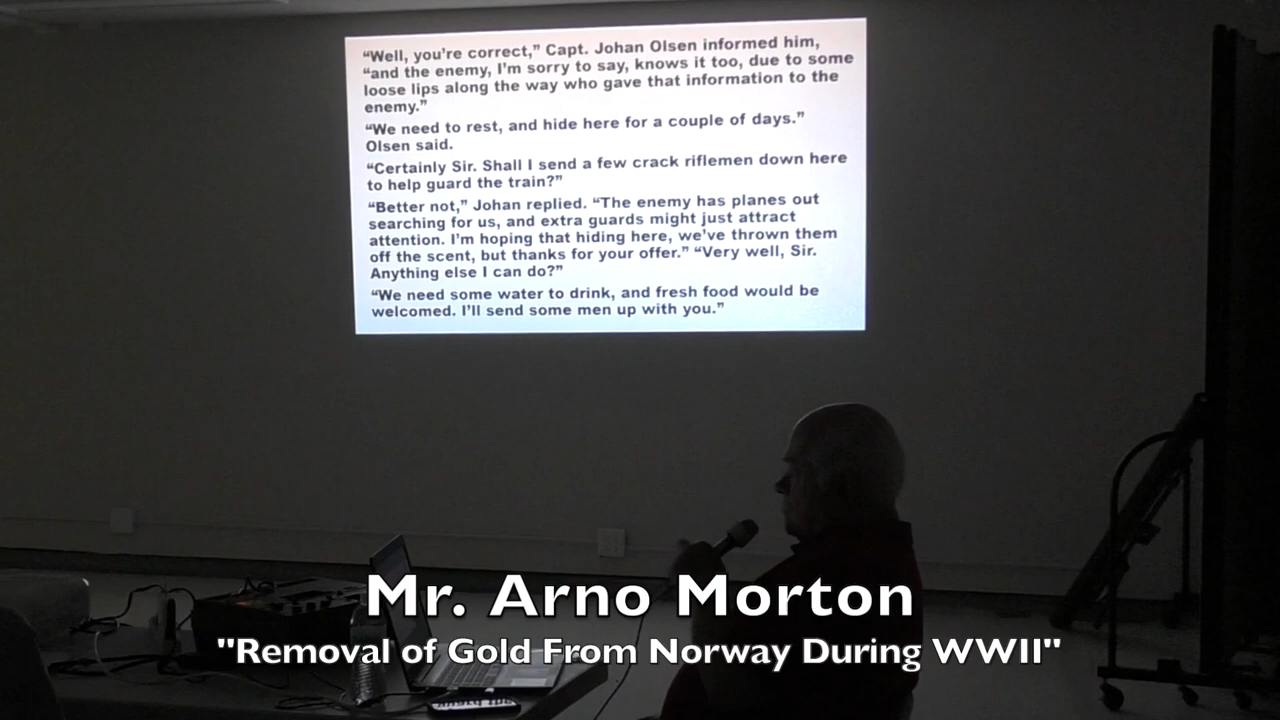 “Well, you’re correct,” Capt. Johan Olsen informed him,
“and the enemy, I’m sorry to say, knows it too, due to some
loose lips along the way who gave that information to the
enemy.”
“We need to rest, and hide here for a couple of days.”
Olsen said.
“Certainly Sir. Shall I send a few crack riflemen down here
to help guard the train?”
“Better not,” Johan replied. “The enemy has planes out
searching for us, and extra guards might just attract
attention. I’m hoping that hiding here, we’ve thrown them
off the scent, but thanks for your offer.” “Very well, Sir.
Anything else I can do?”
“We need some water to drink, and fresh food would be
welcomed. I’ll send some men up with you.”
Mr. Arno Morton
"Removal of Gold From Norway During WWII"